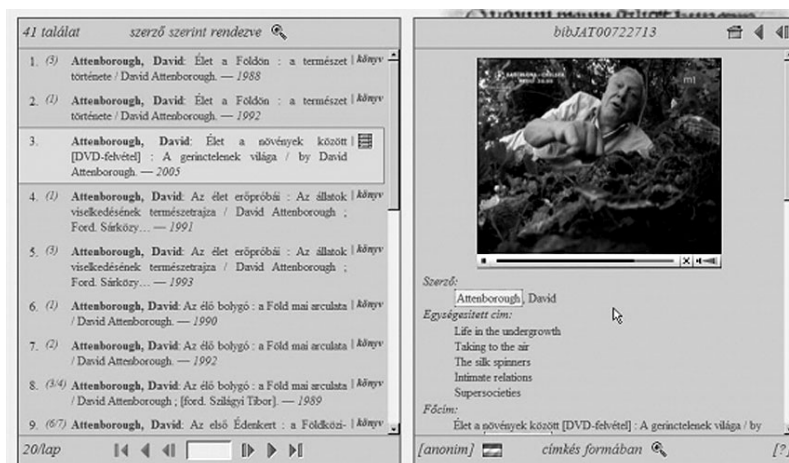 41 találat szerző szerint rendezve
1. (3) Attenborough, David: Élet a Földön : a természet | könyv
története / David Attenborough. — 1988
2. (1) Attenborough, David: Élet a Földön : a természet | könyv
története / David Attenborough. — 1992
3. Attenborough, David: Élet a növények között |
[DVD-felvétel] : A gerinctelenek világa / by David
Attenborough. — 2005
4. (1) Attenborough, David: Az élet erőpróbái : Az állatok | könyv
viselkedésének természetrajza / David Attenborough ;
Ford. Sárközy… — 1991
5. (3) Attenborough, David: Az élet erőpróbái : Az állatok | könyv
viselkedésének természetrajza / David Attenborough ;
Ford. Sárközy… — 1993
6. (1) Attenborough, David: Az élő bolygó : a Föld mai arculata | könyv
/ David Attenborough. — 1990
7. (2) Attenborough, David: Az élő bolygó : a Föld mai arculata | könyv
/ David Attenborough. — 1992
8. (3/4) Attenborough, David: Az élő bolygó : a Föld mai arculata | könyv
/ David Attenborough ; [ford. Szilágyi Tibor]. — 1989
9. (6/7) Attenborough, David: Az első Édenkert : a Földközi- | könyv
20/lap
bibJAT00722713
BARCELONA - CHELSEA
m1
Szerző:
Attenborough, David
Egységesített cím:
Life in the undergrowth
Taking to the air
The silk spinners
Intimate relations
Supersocieties
Főcím:
Élet a növények között [DVD-felvétel] : A gerinctelenek világa / by
[anonim] címkés formában [?]